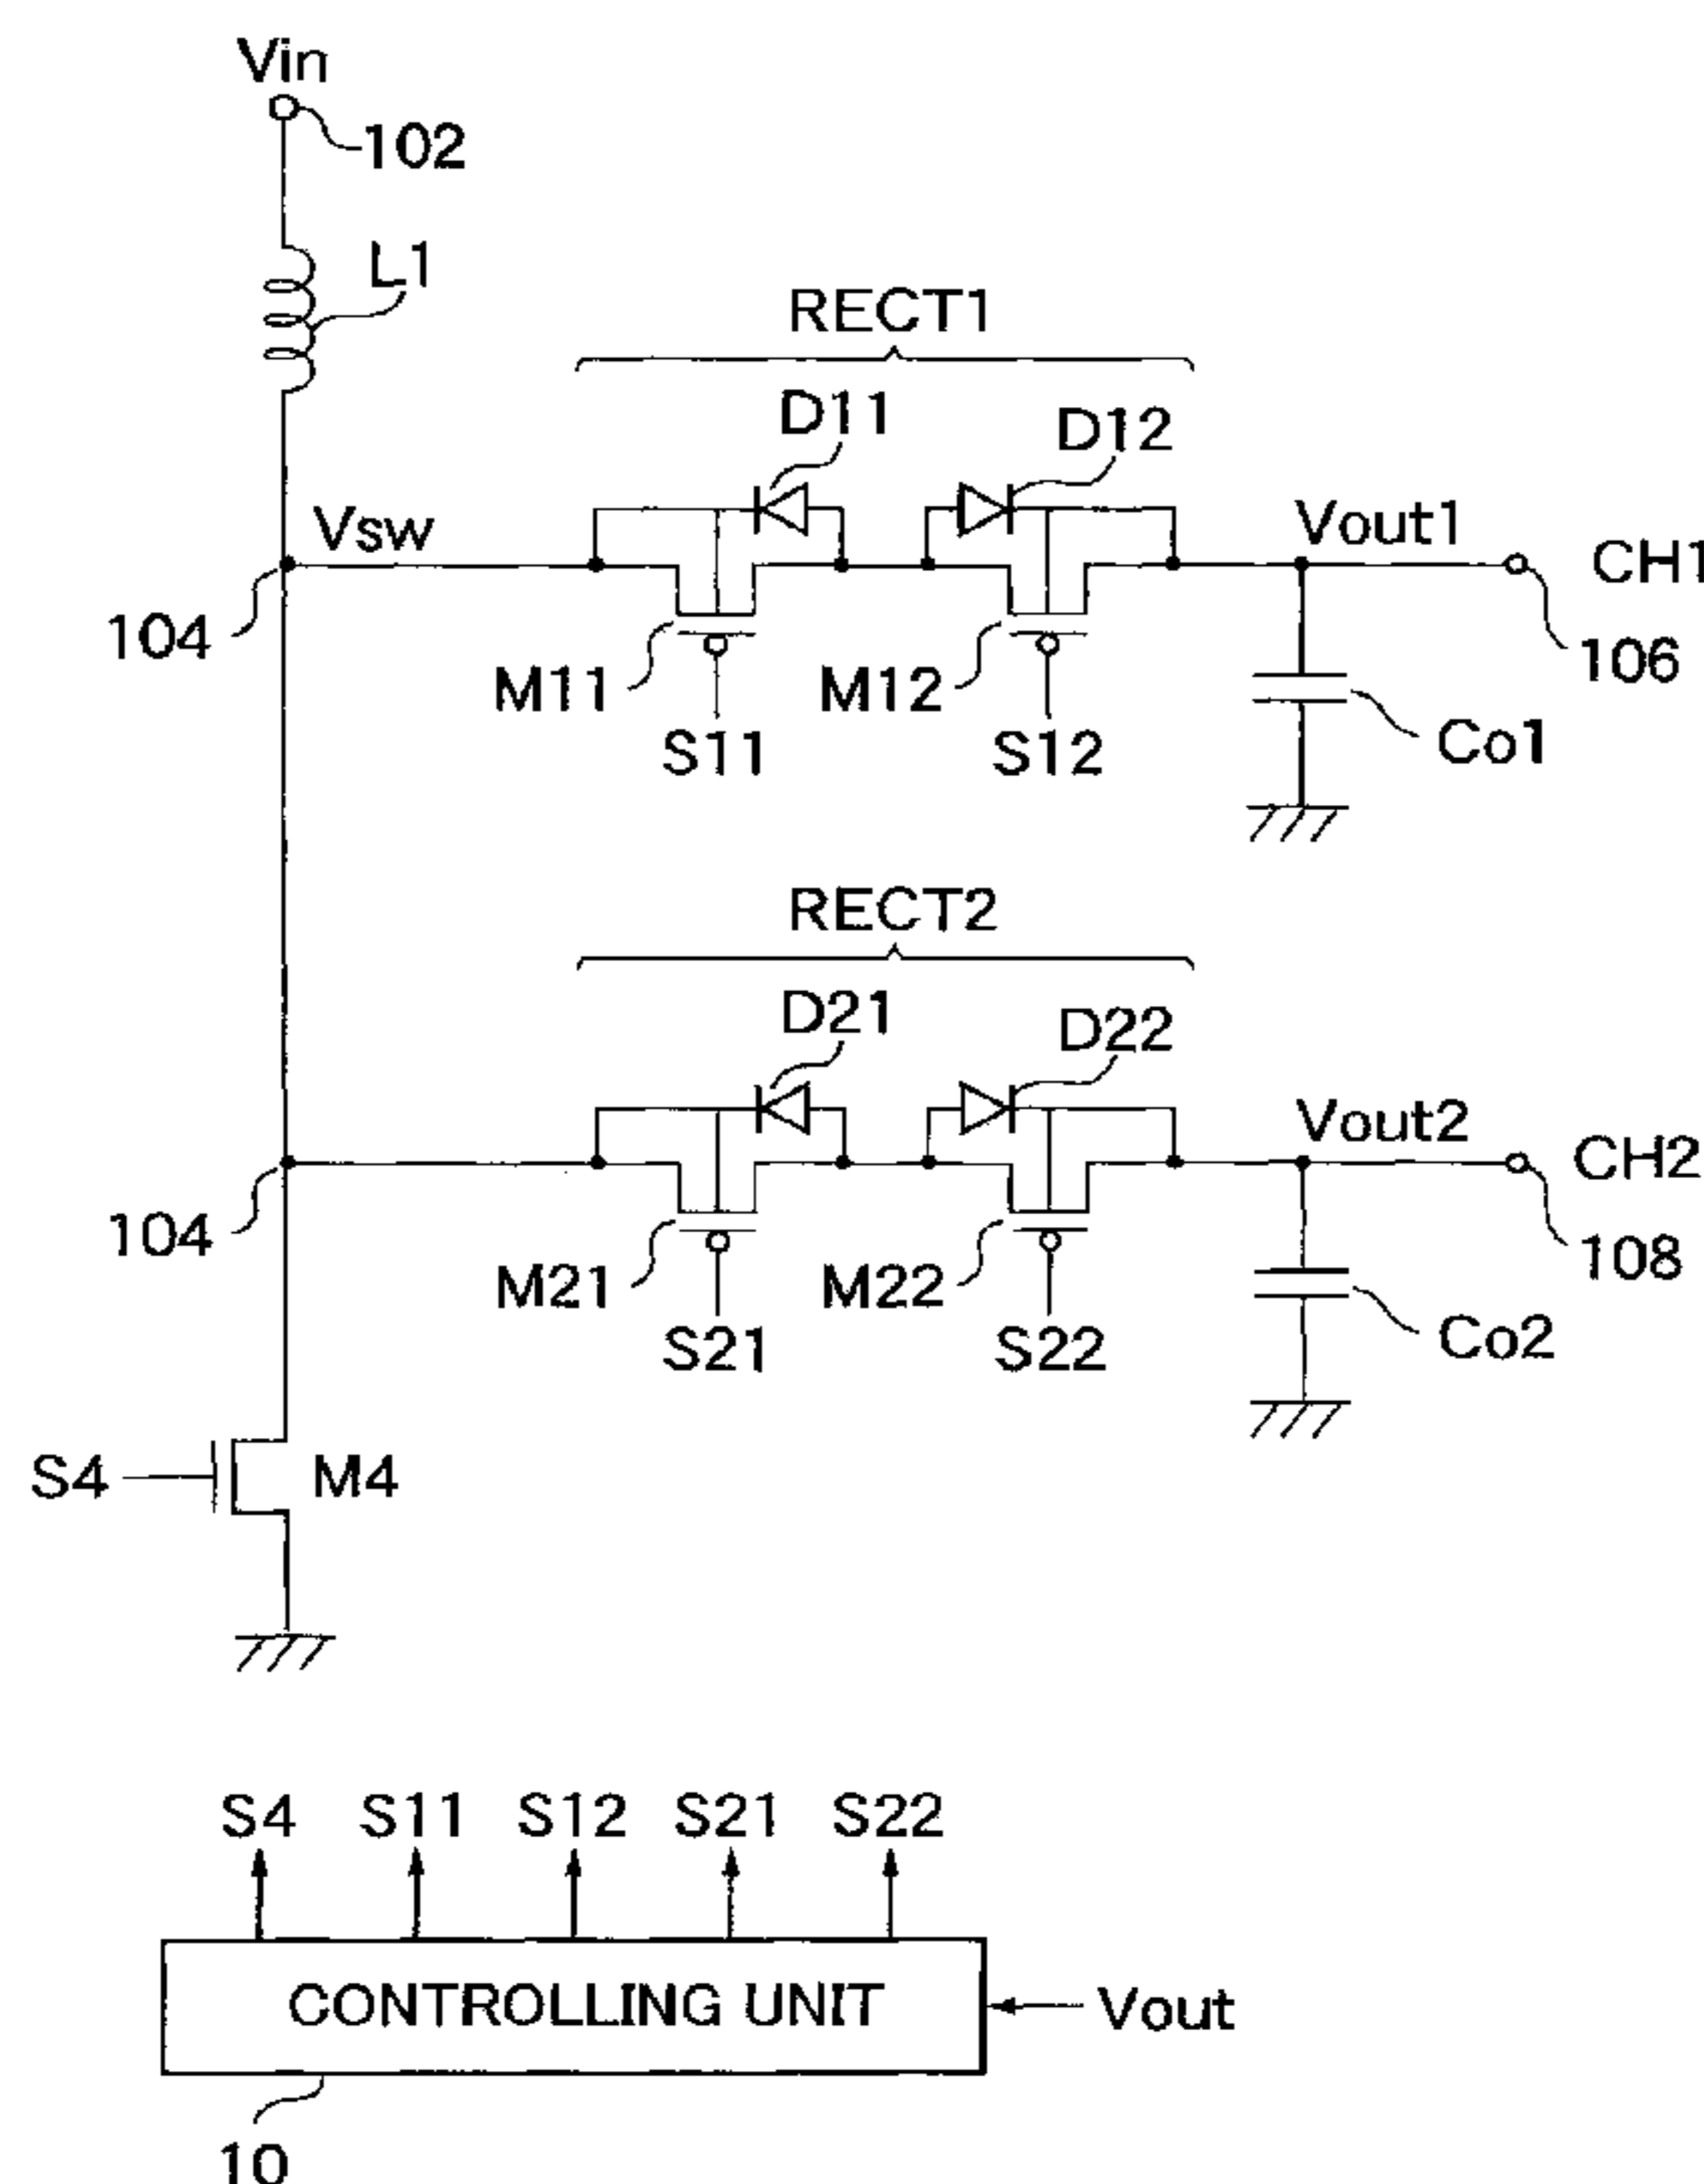 Vin
102
L1
RECT1
D11
D12
Vsw
Vout1
CH1
104
M11
M12
106
S11
S12
Co1
RECT2
D21
D22
Vout2
CH2
104
M21
M22
108
S21
S22
Co2
S4
M4
S4 S11 S12 S21 S22
CONTROLLING UNIT
Vout
10